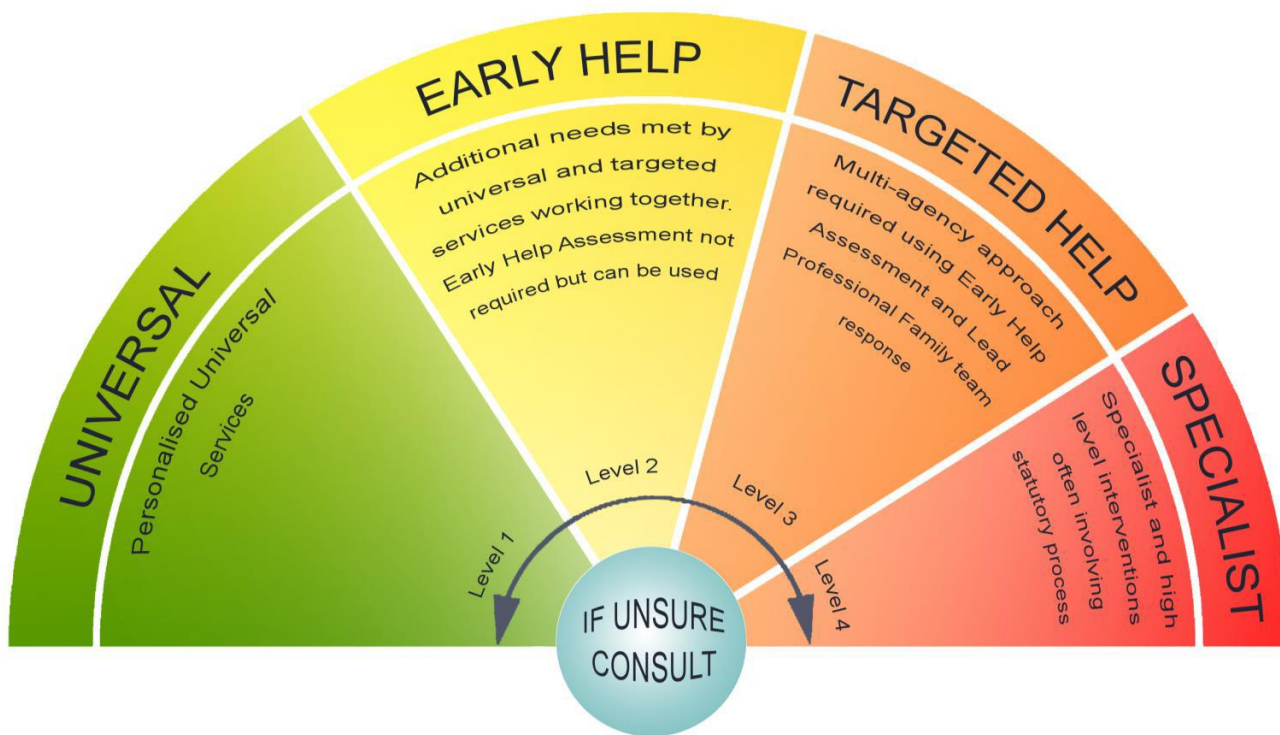 UNIVERSAL
Personalised Universal
Services
Level 1
EARLY HELP
Additional needs met by
universal and targeted
services working together.
Early Help Assessment not
required but can be used
Level 2
TARGETED HELP
Multi-agency approach
required using Early Help
Assessment and Lead
Professional Family team
response
Level 3
SPECIALIST
Specialist and high
level interventions
often involving
statutory process
Level 4
IF UNSURE
CONSULT